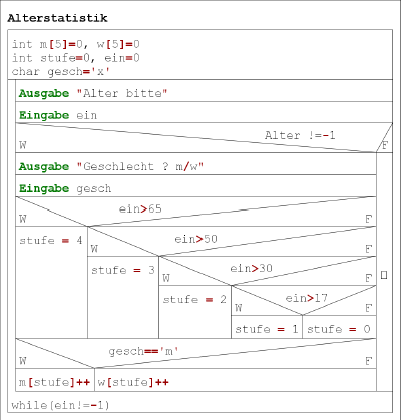 Alterstatistik
int m[5]=0, w[5]=0
int stufe=0, ein=0
char gesch='x'
Ausgabe "Alter bitte"
Eingabe ein
Alter !=-1
W F
Ausgabe "Geschlecht ? m/w"
Eingabe gesch
ein>65
W F
stufe = 4
ein>50
W F
stufe = 3
ein>30
W F
stufe = 2
ein>17
W F
stufe = 1 stufe = 0
gesch=='m'
W F
m[stufe]++ w[stufe]++
while(ein!=-1)